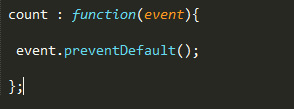 count : function(event){
event.preventDefault();
};